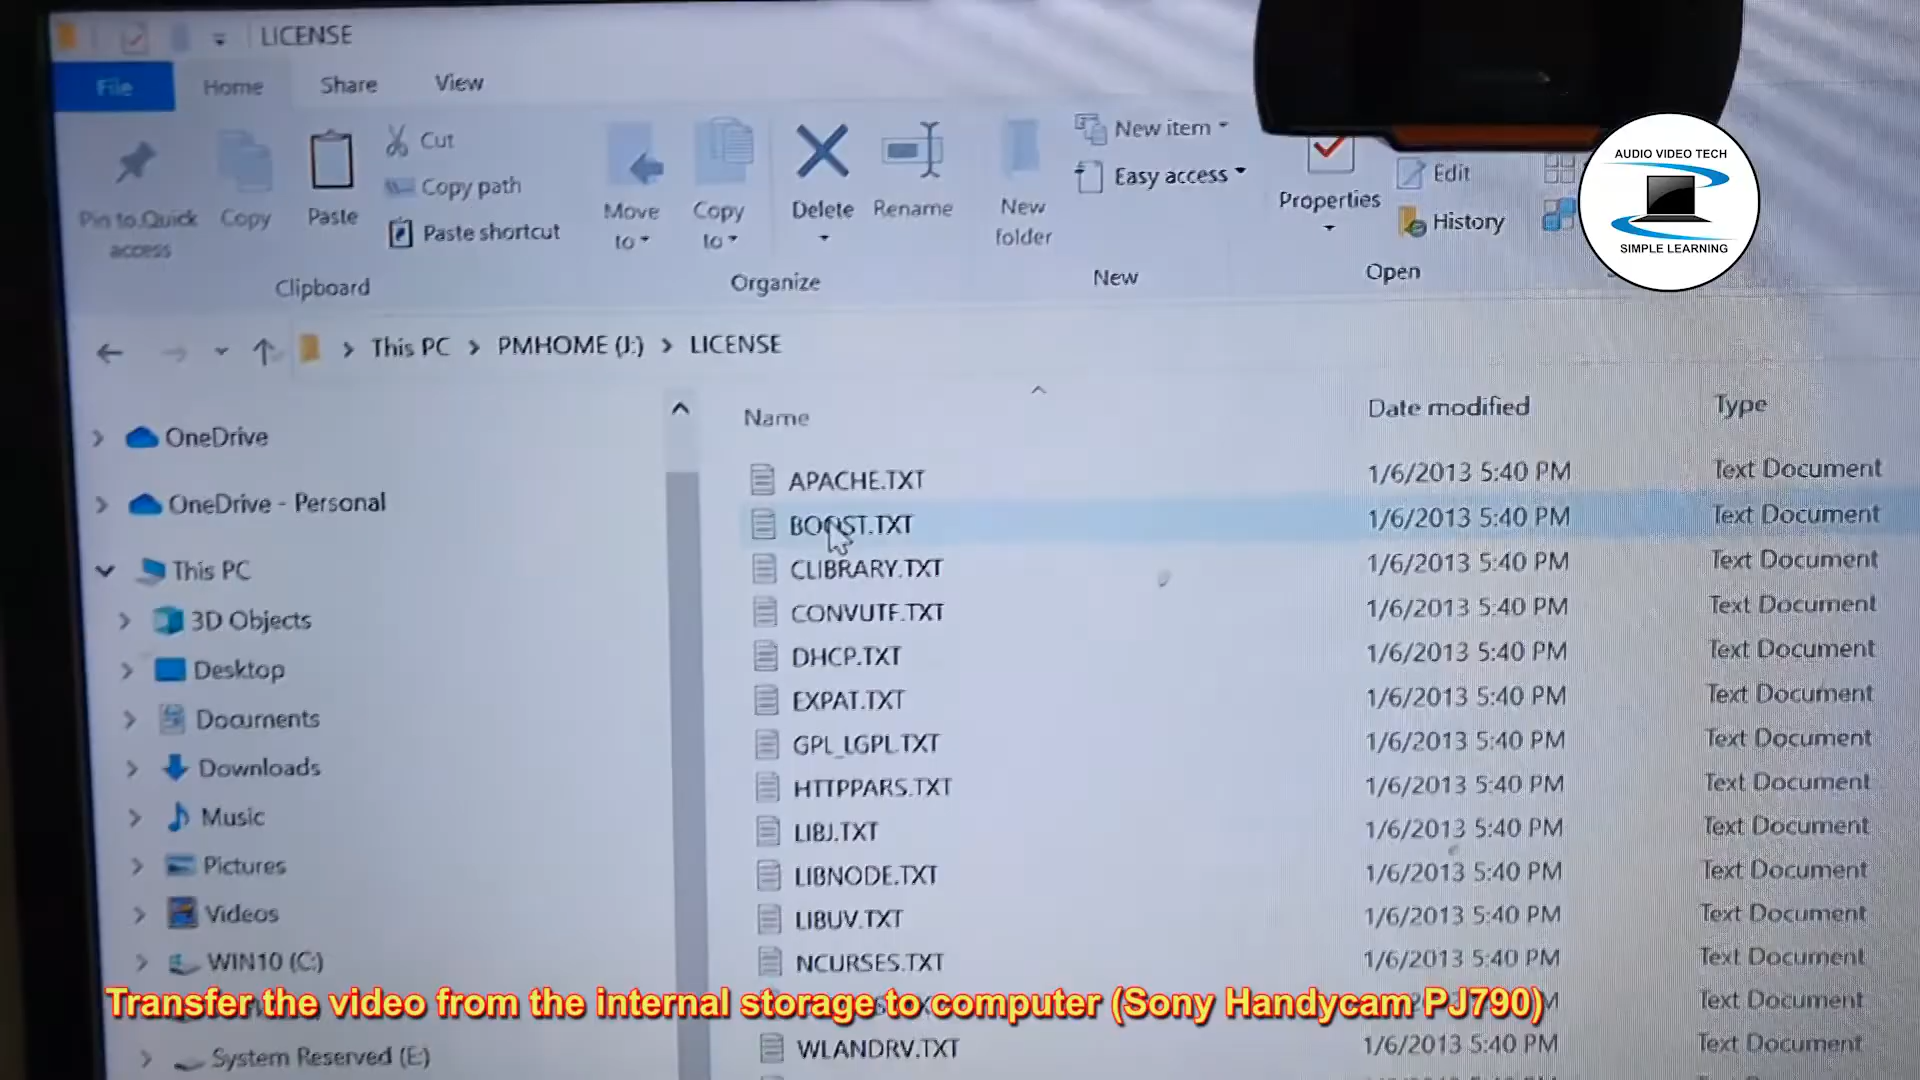 LICENSE
File Home Share View
Pin to Quick access
Copy
Paste
Cut
Copy path
Paste shortcut
Clipboard
Move to
Copy to
Delete
Rename
Organize
New folder
New item
Easy access
New
Properties
Edit
History
Open
AUDIO VIDEO TECH
SIMPLE LEARNING
This PC > PMHOME (J:) > LICENSE
OneDrive
OneDrive - Personal
This PC
3D Objects
Desktop
Documents
Downloads
Music
Pictures
Videos
WIN10 (C:)
System Reserved (E:)
Name Date modified Type
APACHE.TXT 1/6/2013 5:40 PM Text Document
BOOST.TXT 1/6/2013 5:40 PM Text Document
CLIBRARY.TXT 1/6/2013 5:40 PM Text Document
CONVUTF.TXT 1/6/2013 5:40 PM Text Document
DHCP.TXT 1/6/2013 5:40 PM Text Document
EXPAT.TXT 1/6/2013 5:40 PM Text Document
GPL_LGPL.TXT 1/6/2013 5:40 PM Text Document
HTTPPARS.TXT 1/6/2013 5:40 PM Text Document
LIBJ.TXT 1/6/2013 5:40 PM Text Document
LIBNODE.TXT 1/6/2013 5:40 PM Text Document
LIBUV.TXT 1/6/2013 5:40 PM Text Document
NCURSES.TXT 1/6/2013 5:40 PM Text Document
Text Document
WLANDRV.TXT 1/6/2013 5:40 PM Text Document
Transfer the video from the internal storage to computer (Sony Handycam PJ790)